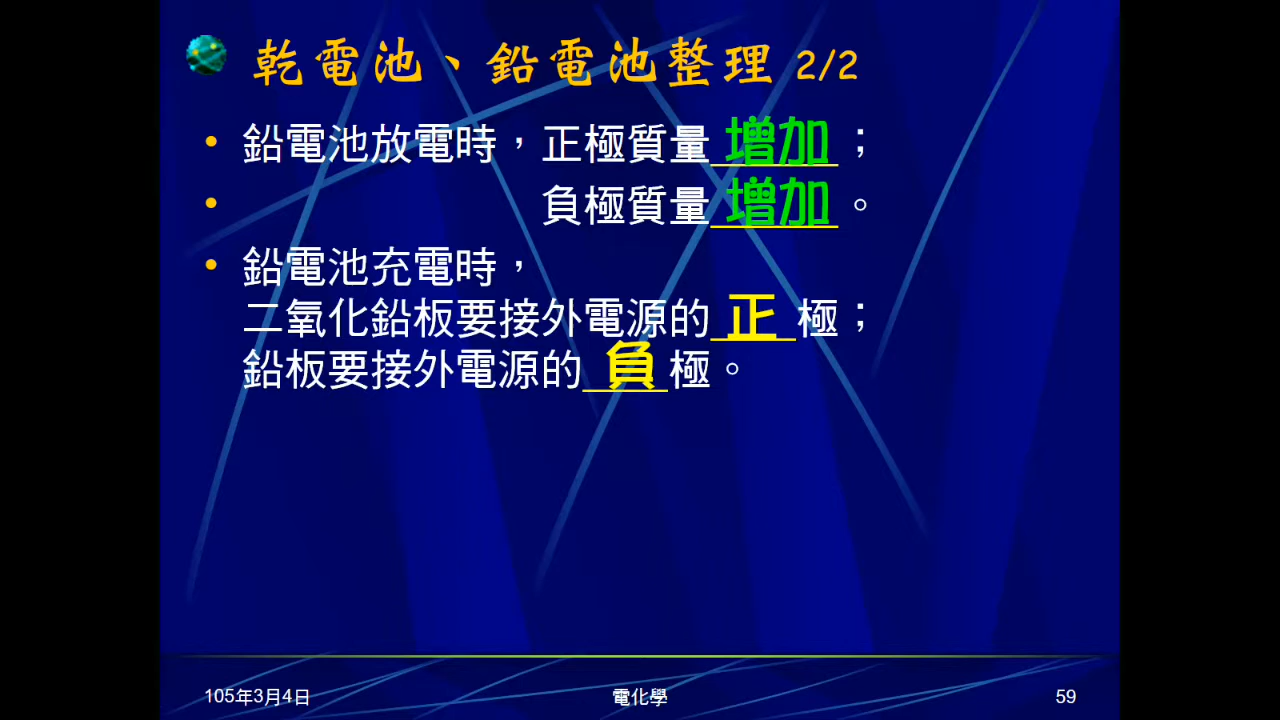 乾電池、鉛電池整理 2/2
• 鉛電池放電時，正極質量 增加 ；
• 負極質量 增加 。
• 鉛電池充電時，
二氧化鉛板要接外電源的 正 極；
鉛板要接外電源的 負 極。
105年3月4日 電化學 59